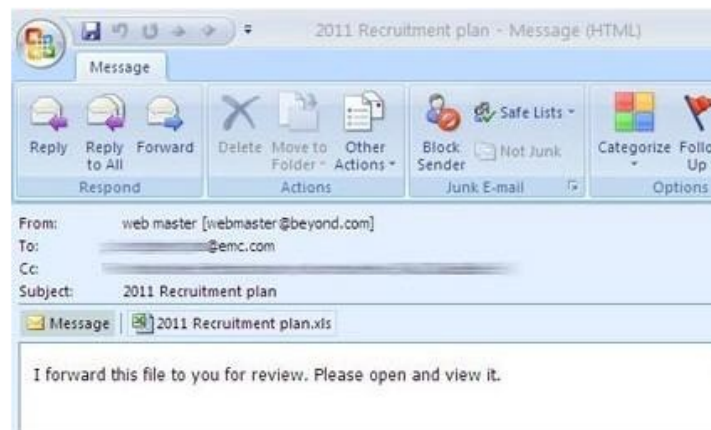 2011 Recruitment plan - Message (HTML)
Message
Reply Reply to All Forward Delete Move to Folder Other Actions Block Sender Safe Lists Not Junk Categorize Follo Up
Respond Actions Junk E-mail Options
From: web master [webmaster@beyond.com]
To: @emc.com
Cc:
Subject: 2011 Recruitment plan
Message 2011 Recruitment plan.xls
I forward this file to you for review. Please open and view it.